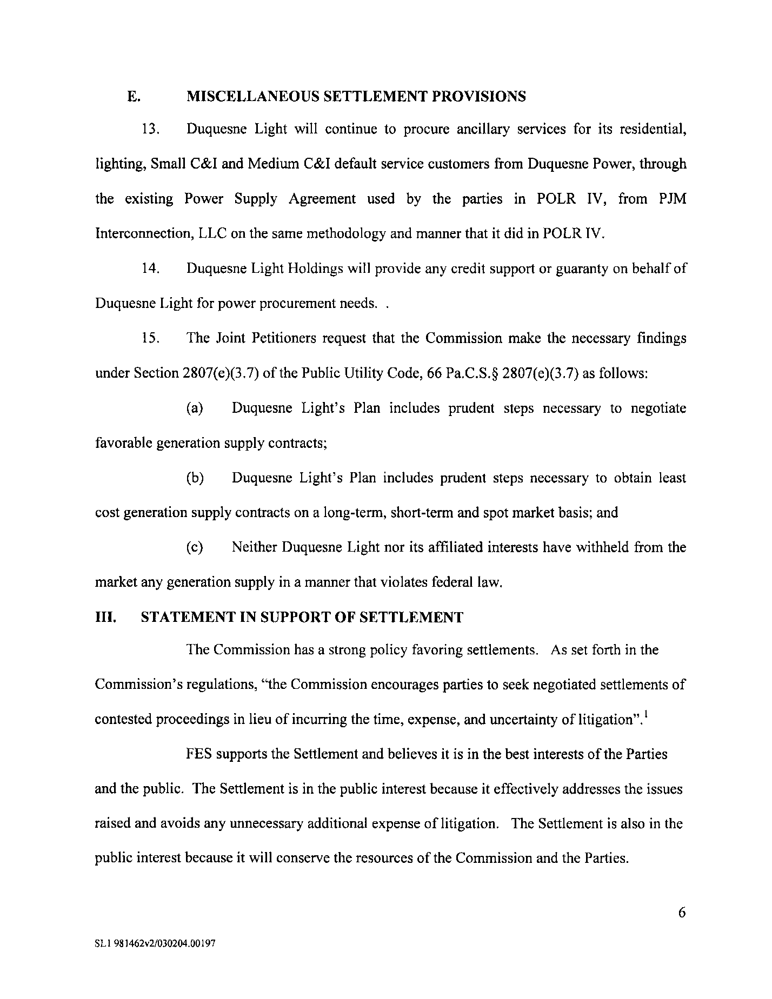 E. MISCELLANEOUS SETTLEMENT PROVISIONS
13. Duquesne Light will continue to procure ancillary services for its residential,
lighting, Small C&I and Medium C&I default service customers from Duquesne Power, through
the existing Power Supply Agreement used by the parties in POLR IV, from PJM
Interconnection, LLC on the same methodology and manner that it did in POLR IV.
14. Duquesne Light Holdings will provide any credit support or guaranty on behalf of
Duquesne Light for power procurement needs. .
15. The Joint Petitioners request that the Commission make the necessary findings
under Section 2807(e)(3.7) of the Public Utility Code, 66 Pa.C.S.§ 2807(e)(3.7) as follows:
(a) Duquesne Light's Plan includes prudent steps necessary to negotiate
favorable generation supply contracts;
(b) Duquesne Light's Plan includes prudent steps necessary to obtain least
cost generation supply contracts on a long-term, short-term and spot market basis; and
(c) Neither Duquesne Light nor its affiliated interests have withheld from the
market any generation supply in a manner that violates federal law.
III. STATEMENT IN SUPPORT OF SETTLEMENT
The Commission has a strong policy favoring settlements. As set forth in the
Commission's regulations, “the Commission encourages parties to seek negotiated settlements of
contested proceedings in lieu of incurring the time, expense, and uncertainty of litigation”.¹
FES supports the Settlement and believes it is in the best interests of the Parties
and the public. The Settlement is in the public interest because it effectively addresses the issues
raised and avoids any unnecessary additional expense of litigation. The Settlement is also in the
public interest because it will conserve the resources of the Commission and the Parties.
6
SL1 981462v2/030204.00197